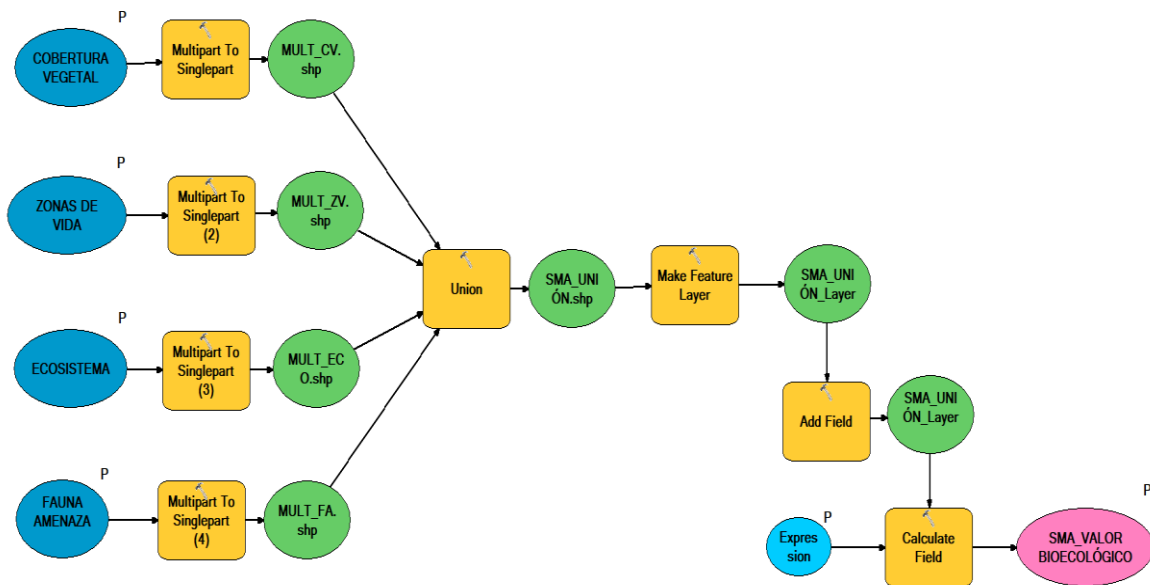 P
COBERTURA
VEGETAL
Multipart To
Singlepart
MULT_CV.
shp
P
ZONAS DE
VIDA
Multipart To
Singlepart
(2)
MULT_ZV.
shp
P
ECOSISTEMA
Multipart To
Singlepart
(3)
MULT_EC
O.shp
P
FAUNA
AMENAZA
Multipart To
Singlepart
(4)
MULT_FA.
shp
Union
SMA_UNI
ÓN.shp
Make Feature
Layer
SMA_UNI
ÓN_Layer
Add Field
SMA_UNI
ÓN_Layer
P
Expres
sion
Calculate
Field
P
SMA_VALOR
BIOECOLÓGICO